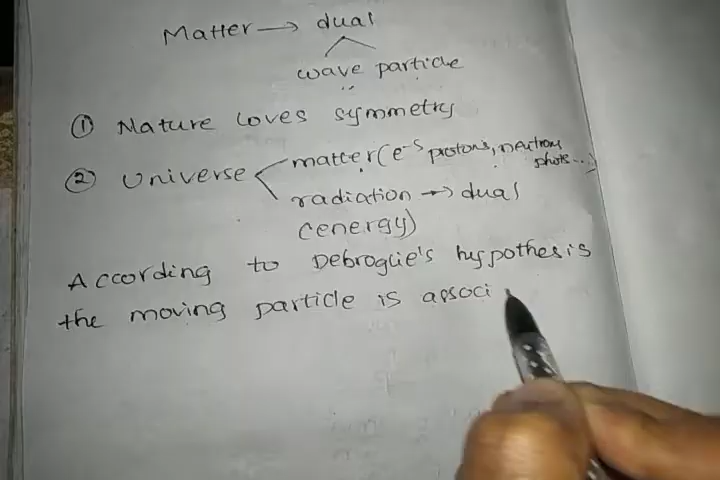 Matter → dual
wave particle
① Nature loves symmetry
② Universe matter (e⁻s protons, neutrons
photo...)
radiation → dual
(energy)
According to Debroglie's hypothesis
the moving particle is associ